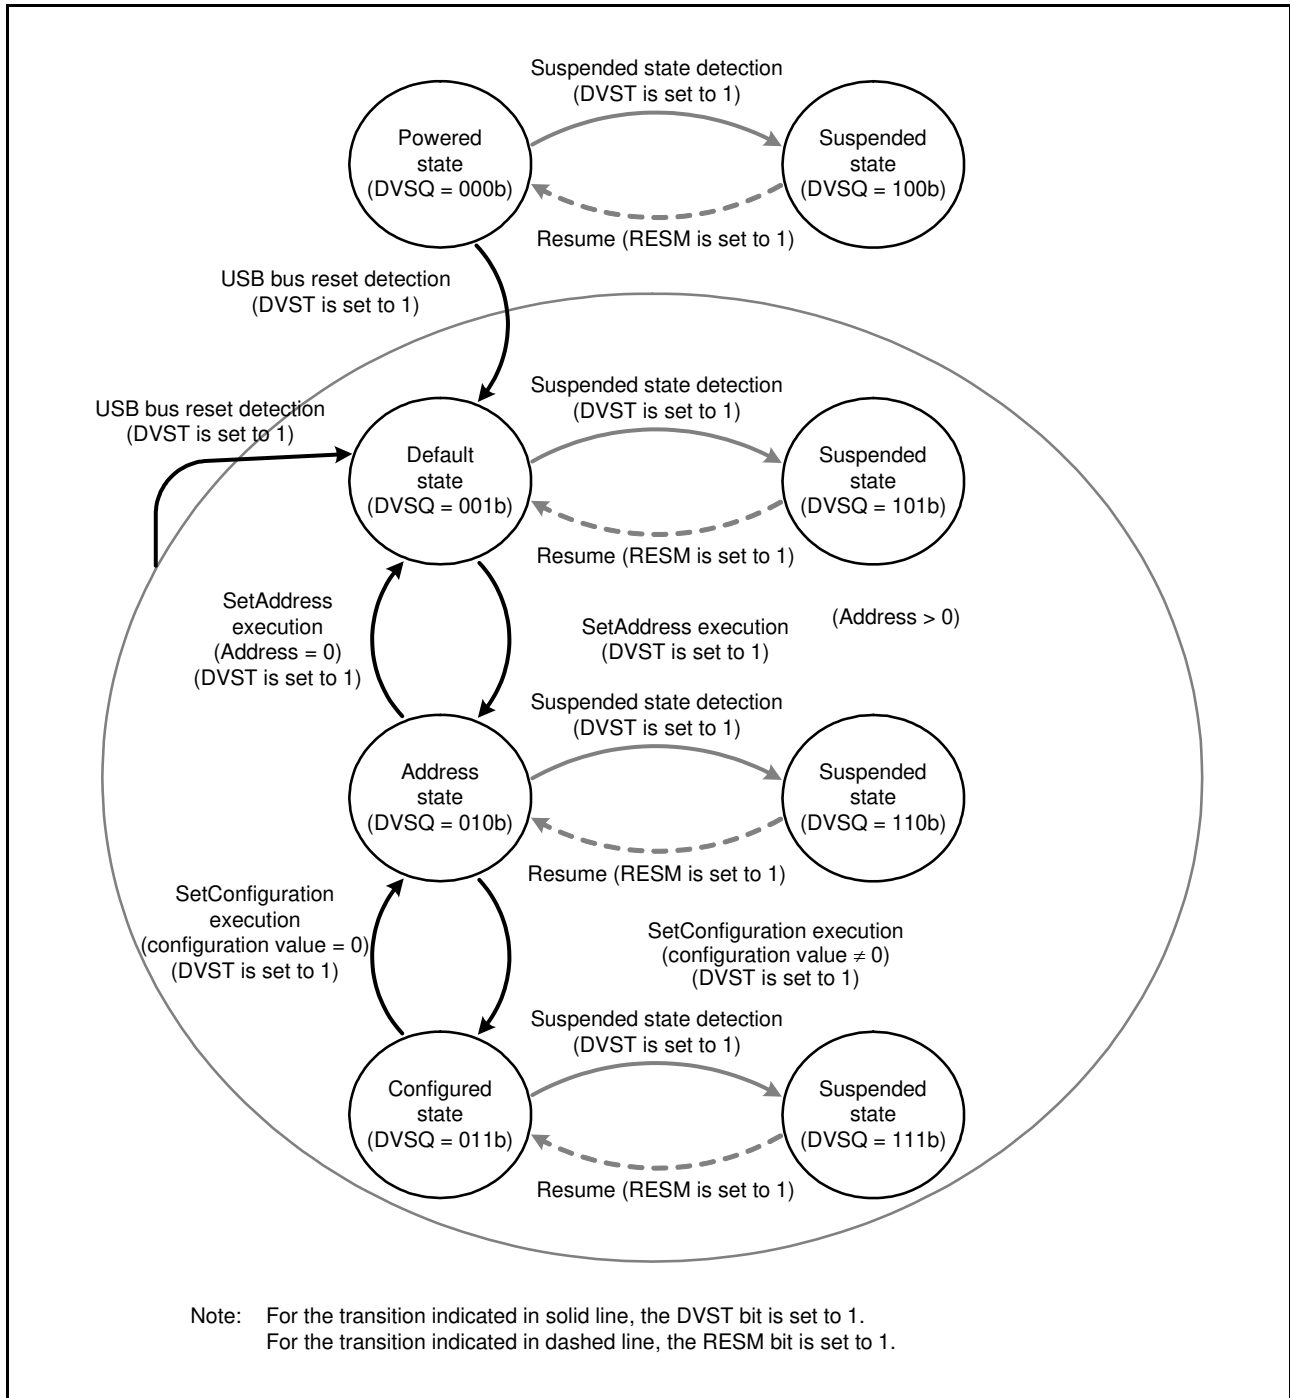 Suspended state detection
(DVST is set to 1)
Powered
state
(DVSQ = 000b)
Suspended
state
(DVSQ = 100b)
Resume (RESM is set to 1)
USB bus reset detection
(DVST is set to 1)
Suspended state detection
(DVST is set to 1)
USB bus reset detection
(DVST is set to 1)
Default
state
(DVSQ = 001b)
Suspended
state
(DVSQ = 101b)
Resume (RESM is set to 1)
SetAddress
execution
(Address = 0)
(DVST is set to 1)
SetAddress execution
(DVST is set to 1)
(Address > 0)
Suspended state detection
(DVST is set to 1)
Address
state
(DVSQ = 010b)
Suspended
state
(DVSQ = 110b)
Resume (RESM is set to 1)
SetConfiguration
execution
(configuration value = 0)
(DVST is set to 1)
SetConfiguration execution
(configuration value ≠ 0)
(DVST is set to 1)
Suspended state detection
(DVST is set to 1)
Configured
state
(DVSQ = 011b)
Suspended
state
(DVSQ = 111b)
Resume (RESM is set to 1)
Note: For the transition indicated in solid line, the DVST bit is set to 1.
For the transition indicated in dashed line, the RESM bit is set to 1.